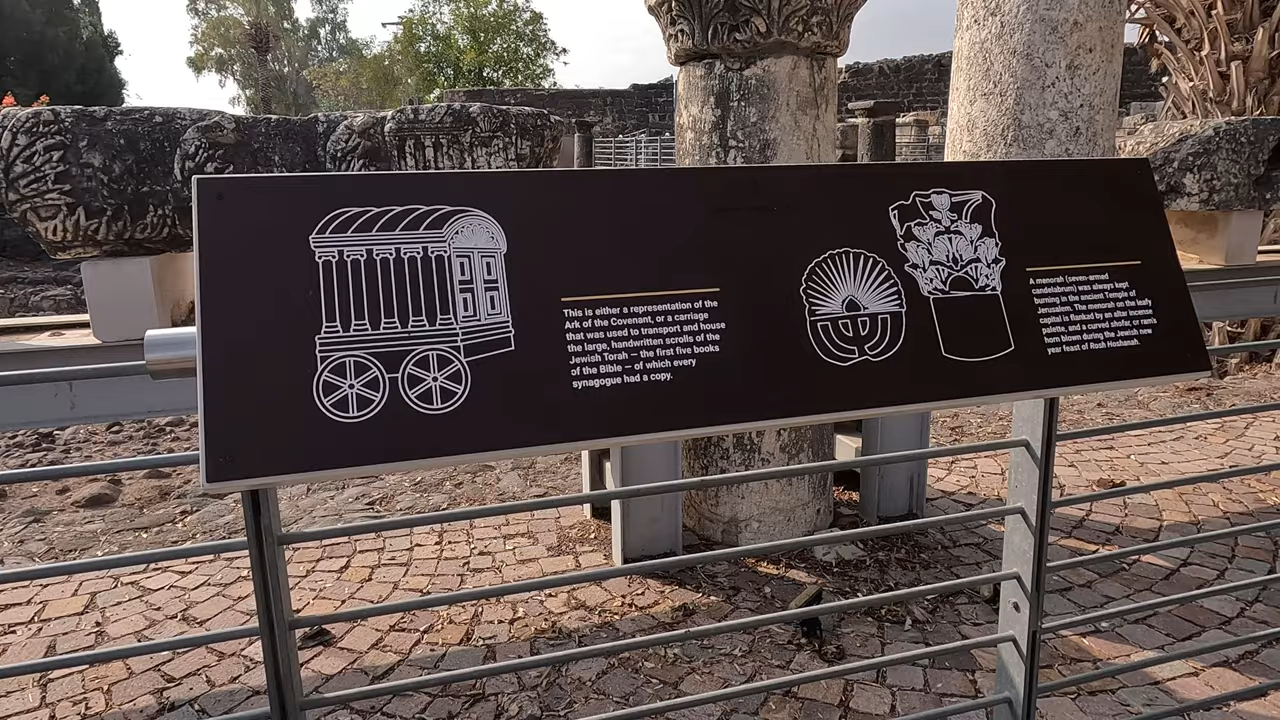 This is either a representation of the
Ark of the Covenant, or a carriage
that was used to transport and house
the large, handwritten scrolls of the
Jewish Torah — the first five books
of the Bible — of which every
synagogue had a copy.
A menorah (seven-armed
candelabrum) was always kept
burning in the ancient Temple of
Jerusalem. The menorah on the leafy
capital is flanked by an altar incense
palette, and a curved shofar, or ram's
horn blown during the Jewish new
year feast of Rosh Hoshanah.